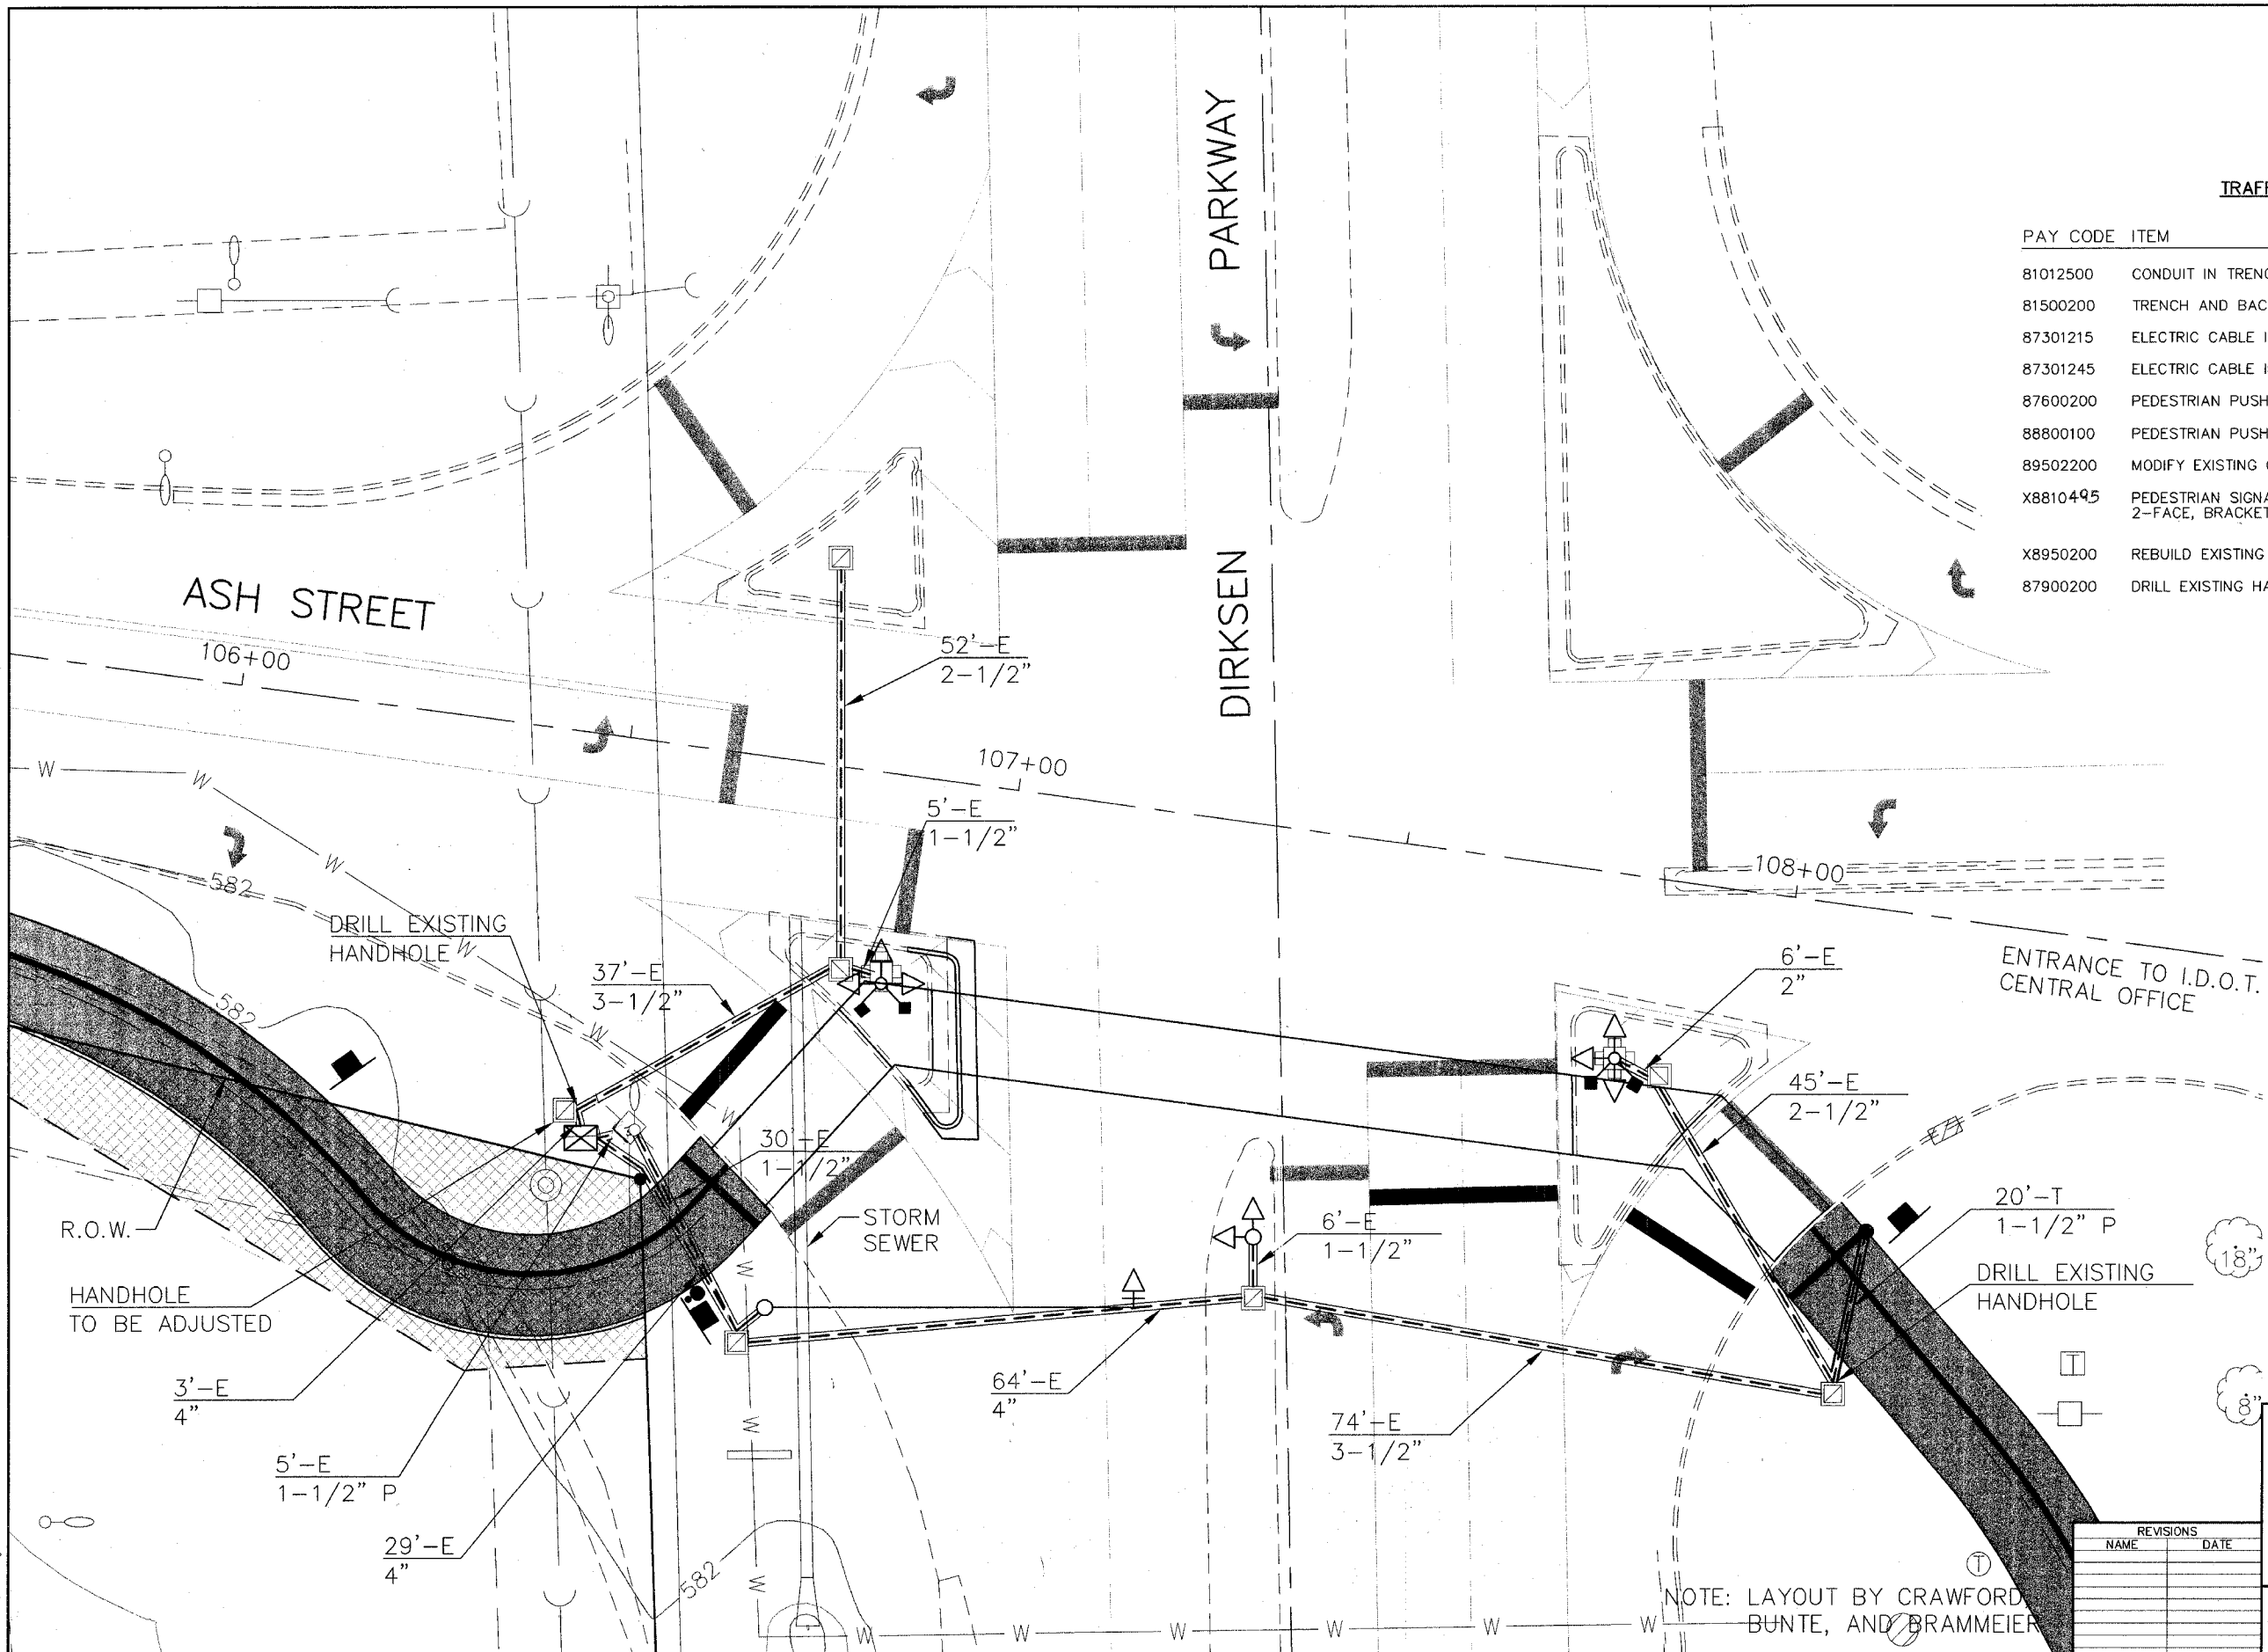 PARKWAY
DIRKSEN
ASH STREET
106+00
107+00
108+00
TRAFF
PAY CODE ITEM
81012500 CONDUIT IN TRENC
81500200 TRENCH AND BAC
87301215 ELECTRIC CABLE I
87301245 ELECTRIC CABLE I
87600200 PEDESTRIAN PUSH
88800100 PEDESTRIAN PUSH
89502200 MODIFY EXISTING
X8810495 PEDESTRIAN SIGNA
2-FACE, BRACKET
X8950200 REBUILD EXISTING
87900200 DRILL EXISTING HA
52'-E
2-1/2"
5'-E
1-1/2"
W
W
W
W
W
582
DRILL EXISTING
HANDHOLE
37'-E
3-1/2"
582
6'-E
2"
ENTRANCE TO I.D.O.T.
CENTRAL OFFICE
45'-E
2-1/2"
W
30'-E
1-1/2"
R.O.W.
STORM
SEWER
6'-E
1-1/2"
20'-T
1-1/2" P
18"
HANDHOLE
TO BE ADJUSTED
DRILL EXISTING
HANDHOLE
W
W
3'-E
4"
64'-E
4"
74'-E
3-1/2"
T
8"
W
W
5'-E
1-1/2" P
29'-E
4"
582
W
T
REVISIONS
NAME DATE
NOTE: LAYOUT BY CRAWFORD,
BUNTE, AND BRAMMEIER
W
W
W
W
W
W